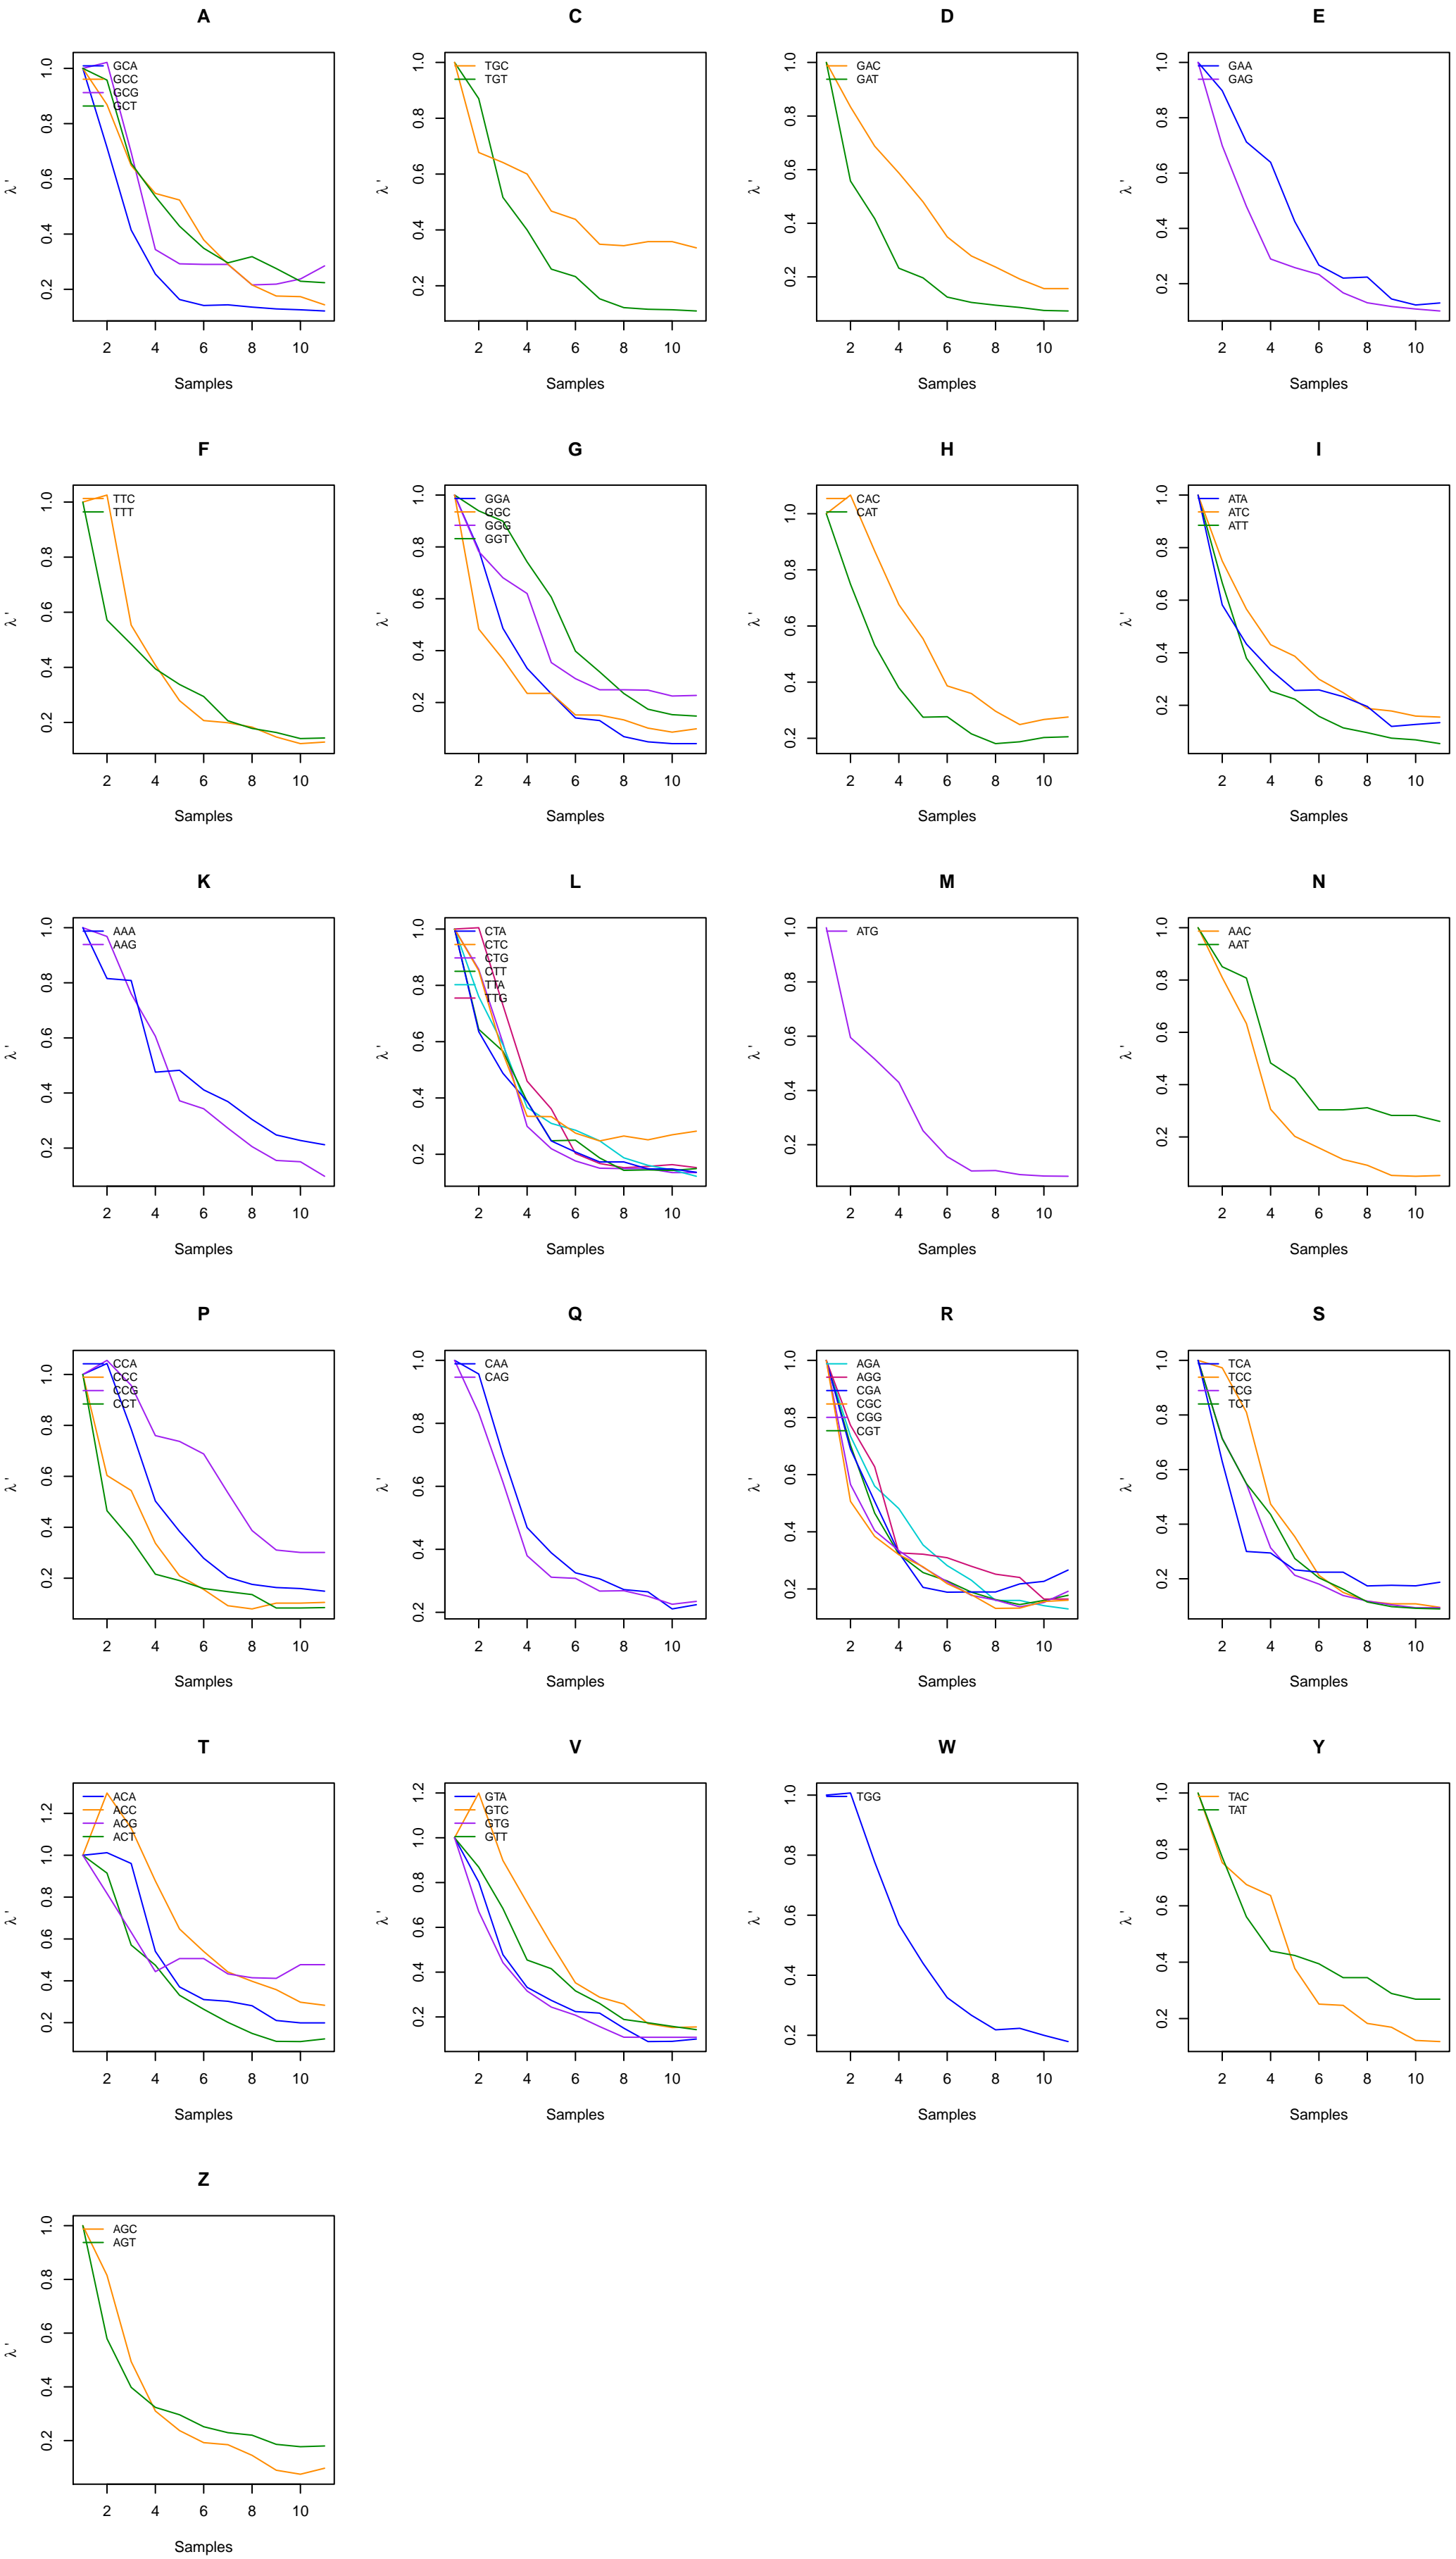 A
GCA
GCC
GCG
GCT
λ '
0.2 0.4 0.6 0.8 1.0
2 4 6 8 10
Samples
C
TGC
TGT
λ '
0.2 0.4 0.6 0.8 1.0
2 4 6 8 10
Samples
D
GAC
GAT
λ '
0.2 0.4 0.6 0.8 1.0
2 4 6 8 10
Samples
E
GAA
GAG
λ '
0.2 0.4 0.6 0.8 1.0
2 4 6 8 10
Samples
F
TTC
TTT
λ '
0.2 0.4 0.6 0.8 1.0
2 4 6 8 10
Samples
G
GGA
GGC
GGG
GGT
λ '
0.2 0.4 0.6 0.8 1.0
2 4 6 8 10
Samples
H
CAC
CAT
λ '
0.2 0.4 0.6 0.8 1.0
2 4 6 8 10
Samples
I
ATA
ATC
ATT
λ '
0.2 0.4 0.6 0.8 1.0
2 4 6 8 10
Samples
K
AAA
AAG
λ '
0.2 0.4 0.6 0.8 1.0
2 4 6 8 10
Samples
L
CTA
CTC
CTG
CTT
TTA
TTG
λ '
0.2 0.4 0.6 0.8 1.0
2 4 6 8 10
Samples
M
ATG
λ '
0.2 0.4 0.6 0.8 1.0
2 4 6 8 10
Samples
N
AAC
AAT
λ '
0.2 0.4 0.6 0.8 1.0
2 4 6 8 10
Samples
P
CCA
CCC
CCG
CCT
λ '
0.2 0.4 0.6 0.8 1.0
2 4 6 8 10
Samples
Q
CAA
CAG
λ '
0.2 0.4 0.6 0.8 1.0
2 4 6 8 10
Samples
R
AGA
AGG
CGA
CGC
CGG
CGT
λ '
0.2 0.4 0.6 0.8 1.0
2 4 6 8 10
Samples
S
TCA
TCC
TCG
TCT
λ '
0.2 0.4 0.6 0.8 1.0
2 4 6 8 10
Samples
T
ACA
ACC
ACG
ACT
λ '
0.2 0.4 0.6 0.8 1.0 1.2
2 4 6 8 10
Samples
V
GTA
GTC
GTG
GTT
λ '
0.2 0.4 0.6 0.8 1.0 1.2
2 4 6 8 10
Samples
W
TGG
λ '
0.2 0.4 0.6 0.8 1.0
2 4 6 8 10
Samples
Y
TAC
TAT
λ '
0.2 0.4 0.6 0.8 1.0
2 4 6 8 10
Samples
Z
AGC
AGT
λ '
0.2 0.4 0.6 0.8 1.0
2 4 6 8 10
Samples